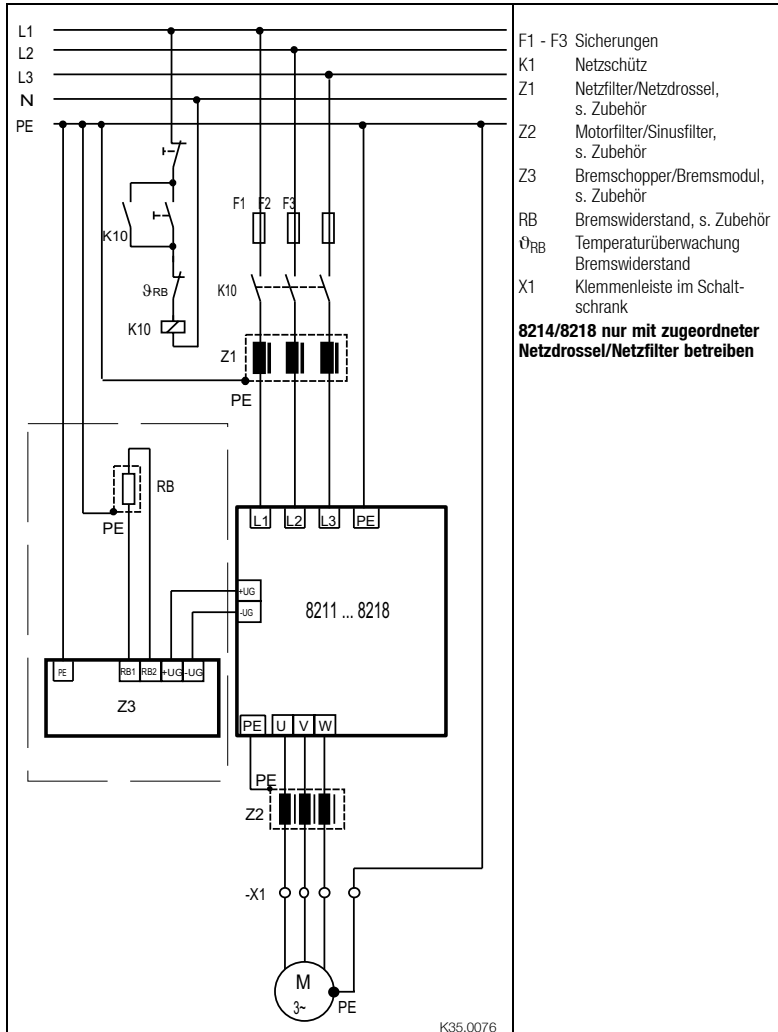 L1
L2
L3
N
PE
F1 F2 F3
K10
K10
ϑRB
K10
Z1
PE
RB
PE
L1 L2 L3 PE
+UG
-UG
8211 ... 8218
PE RB1 RB2 +UG -UG
Z3
PE U V W
PE
Z2
-X1
M
3~
PE
K35.0076
F1 - F3 Sicherungen
K1 Netzschütz
Z1 Netzfilter/Netzdrossel,
s. Zubehör
Z2 Motorfilter/Sinusfilter,
s. Zubehör
Z3 Bremschopper/Bremsmodul,
s. Zubehör
RB Bremswiderstand, s. Zubehör
ϑRB Temperaturüberwachung
Bremswiderstand
X1 Klemmenleiste im Schalt-
schrank
8214/8218 nur mit zugeordneter
Netzdrossel/Netzfilter betreiben